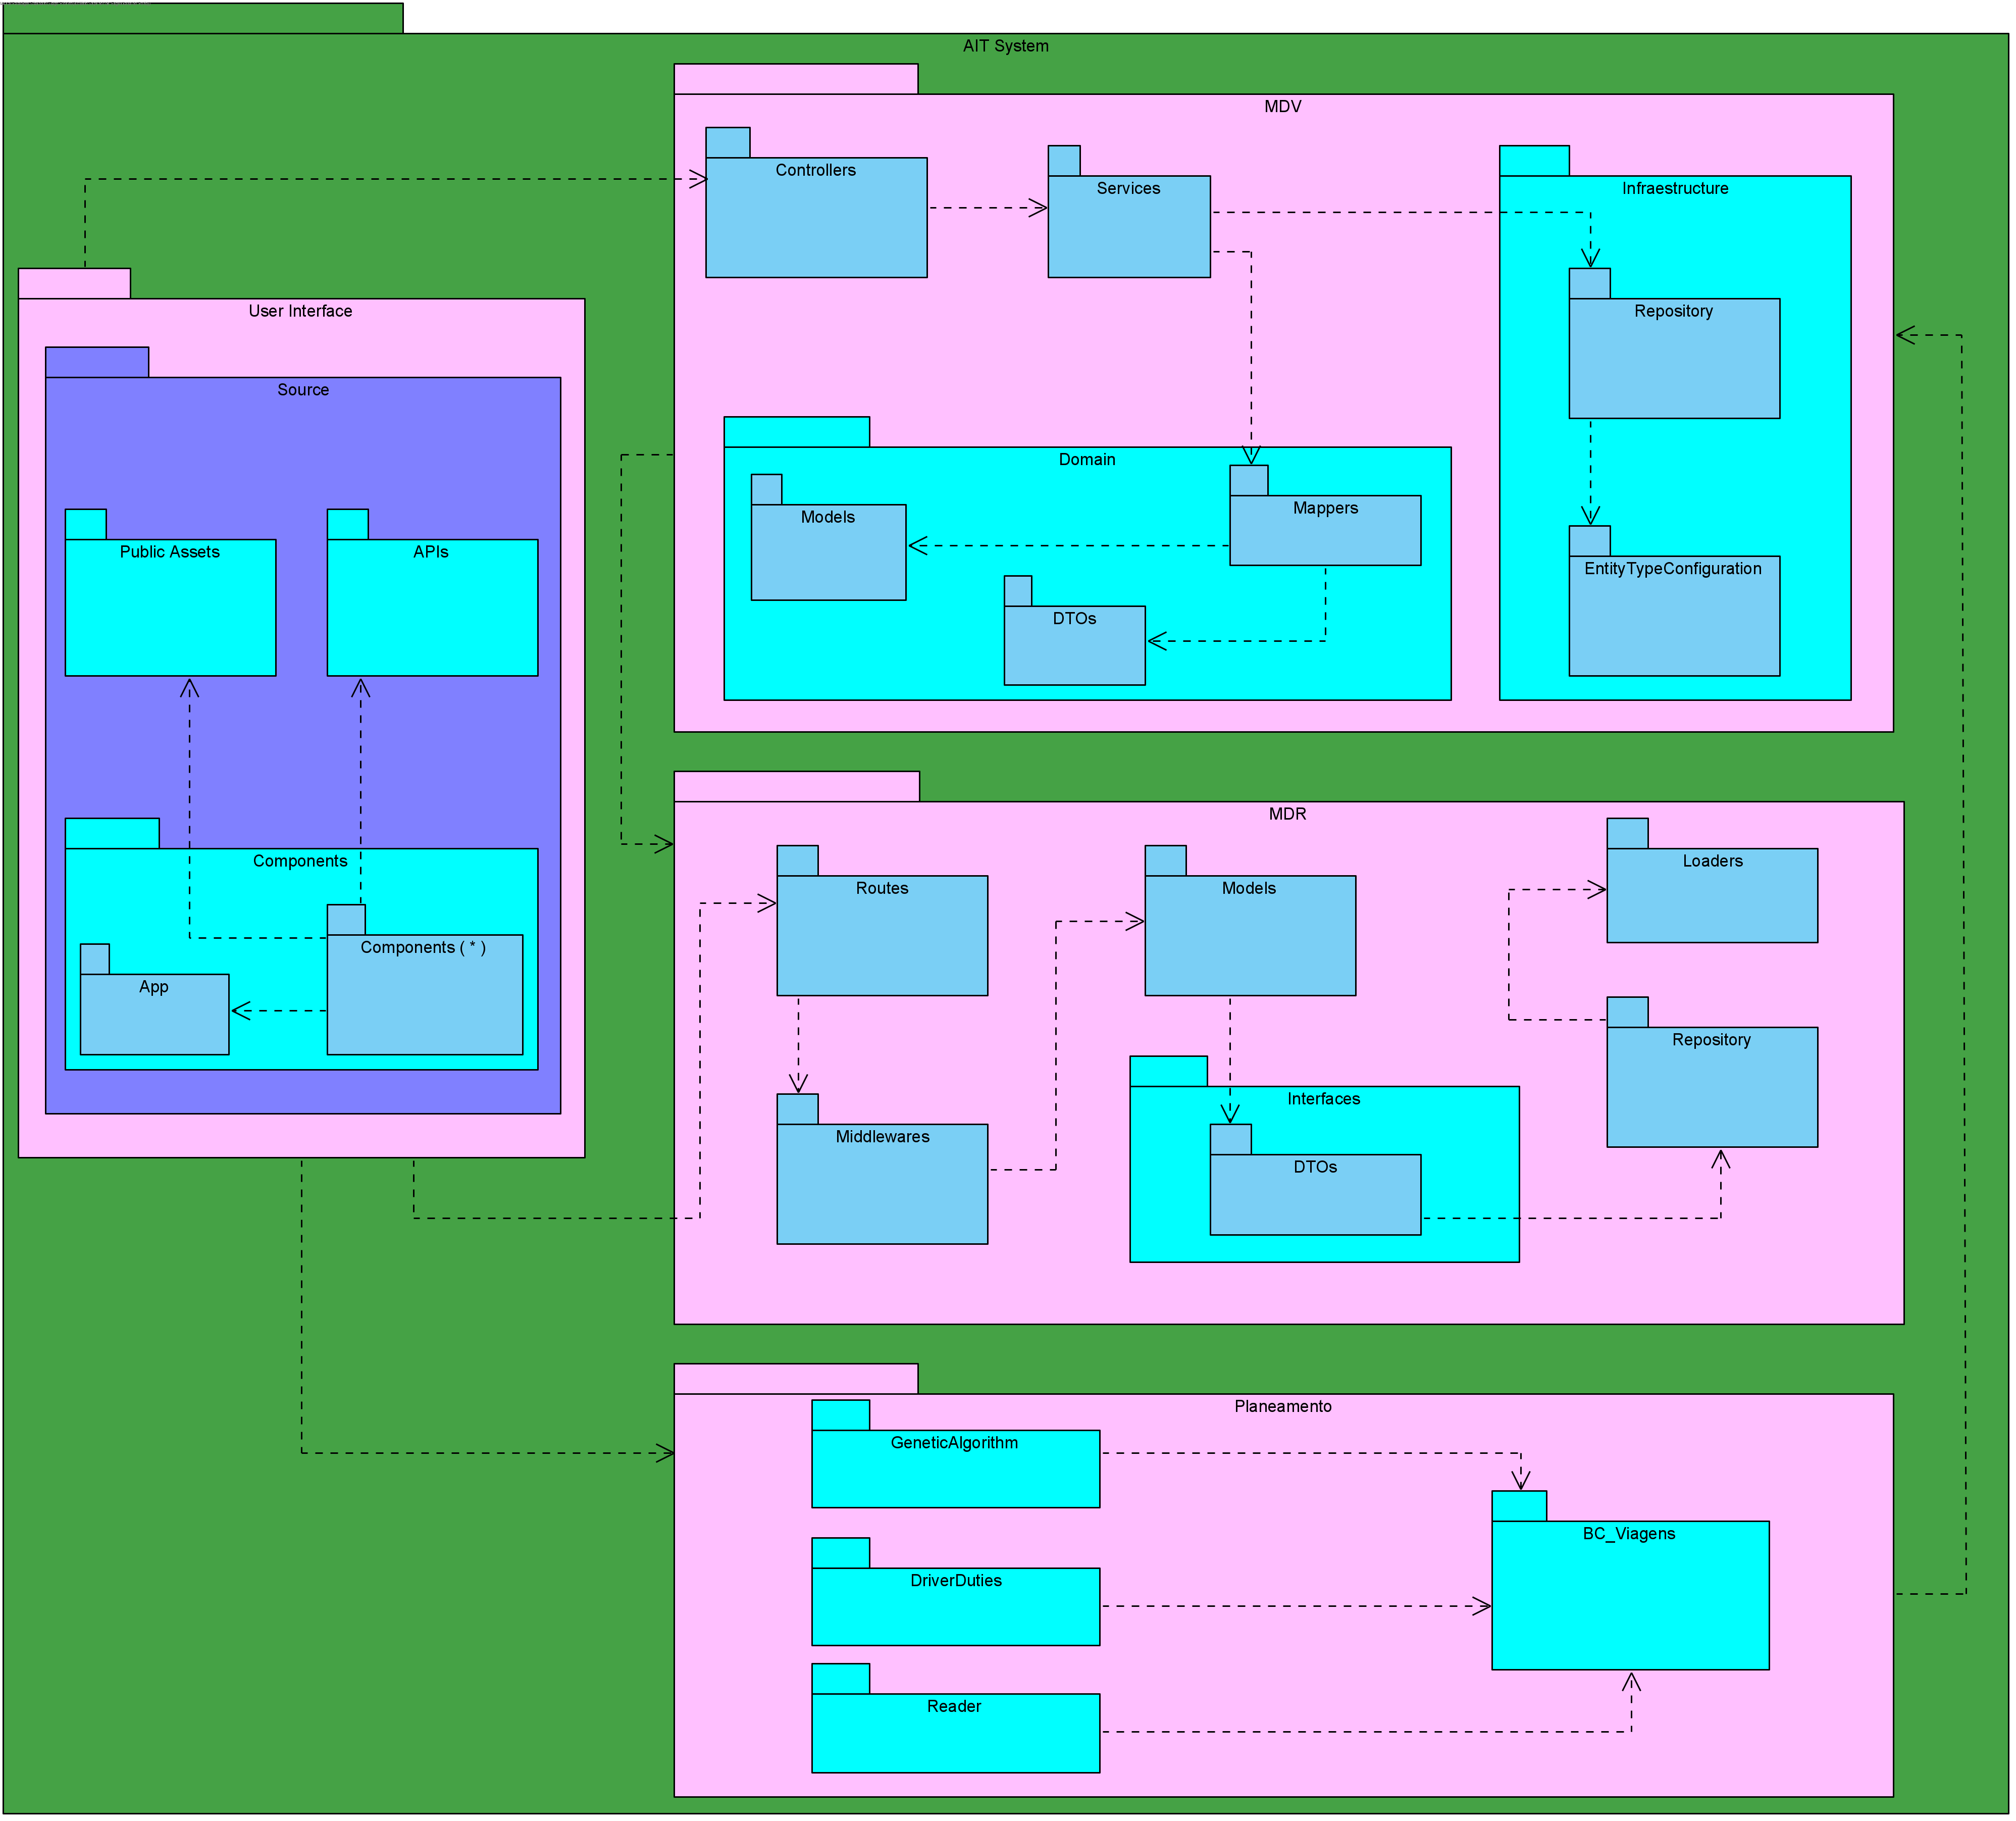 AIT System
MDV
Controllers
Services
Infraestructure
Repository
EntityTypeConfiguration
Domain
Models
Mappers
DTOs
User Interface
Source
Public Assets
APIs
Components
Components ( * )
App
MDR
Routes
Models
Loaders
Repository
Middlewares
Interfaces
DTOs
Planeamento
GeneticAlgorithm
BC_Viagens
DriverDuties
Reader